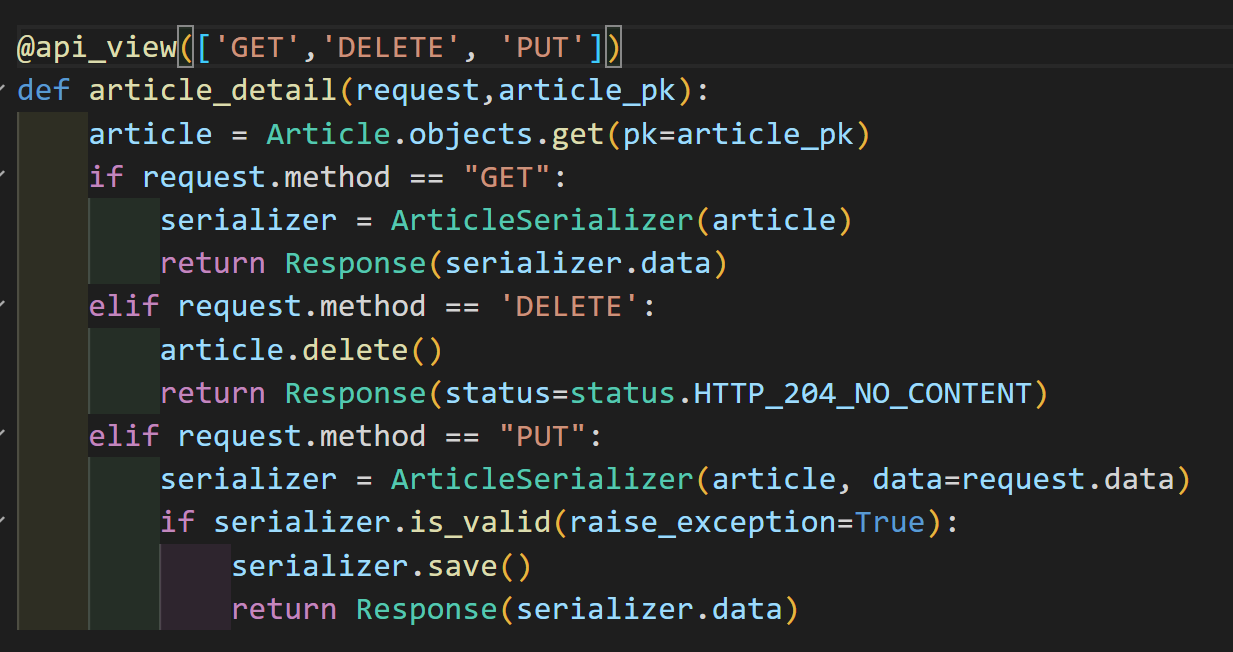 @api_view(['GET','DELETE', 'PUT'])
def article_detail(request,article_pk):
    article = Article.objects.get(pk=article_pk)
    if request.method == "GET":
        serializer = ArticleSerializer(article)
        return Response(serializer.data)
    elif request.method == 'DELETE':
        article.delete()
        return Response(status=status.HTTP_204_NO_CONTENT)
    elif request.method == "PUT":
        serializer = ArticleSerializer(article, data=request.data)
        if serializer.is_valid(raise_exception=True):
            serializer.save()
            return Response(serializer.data)